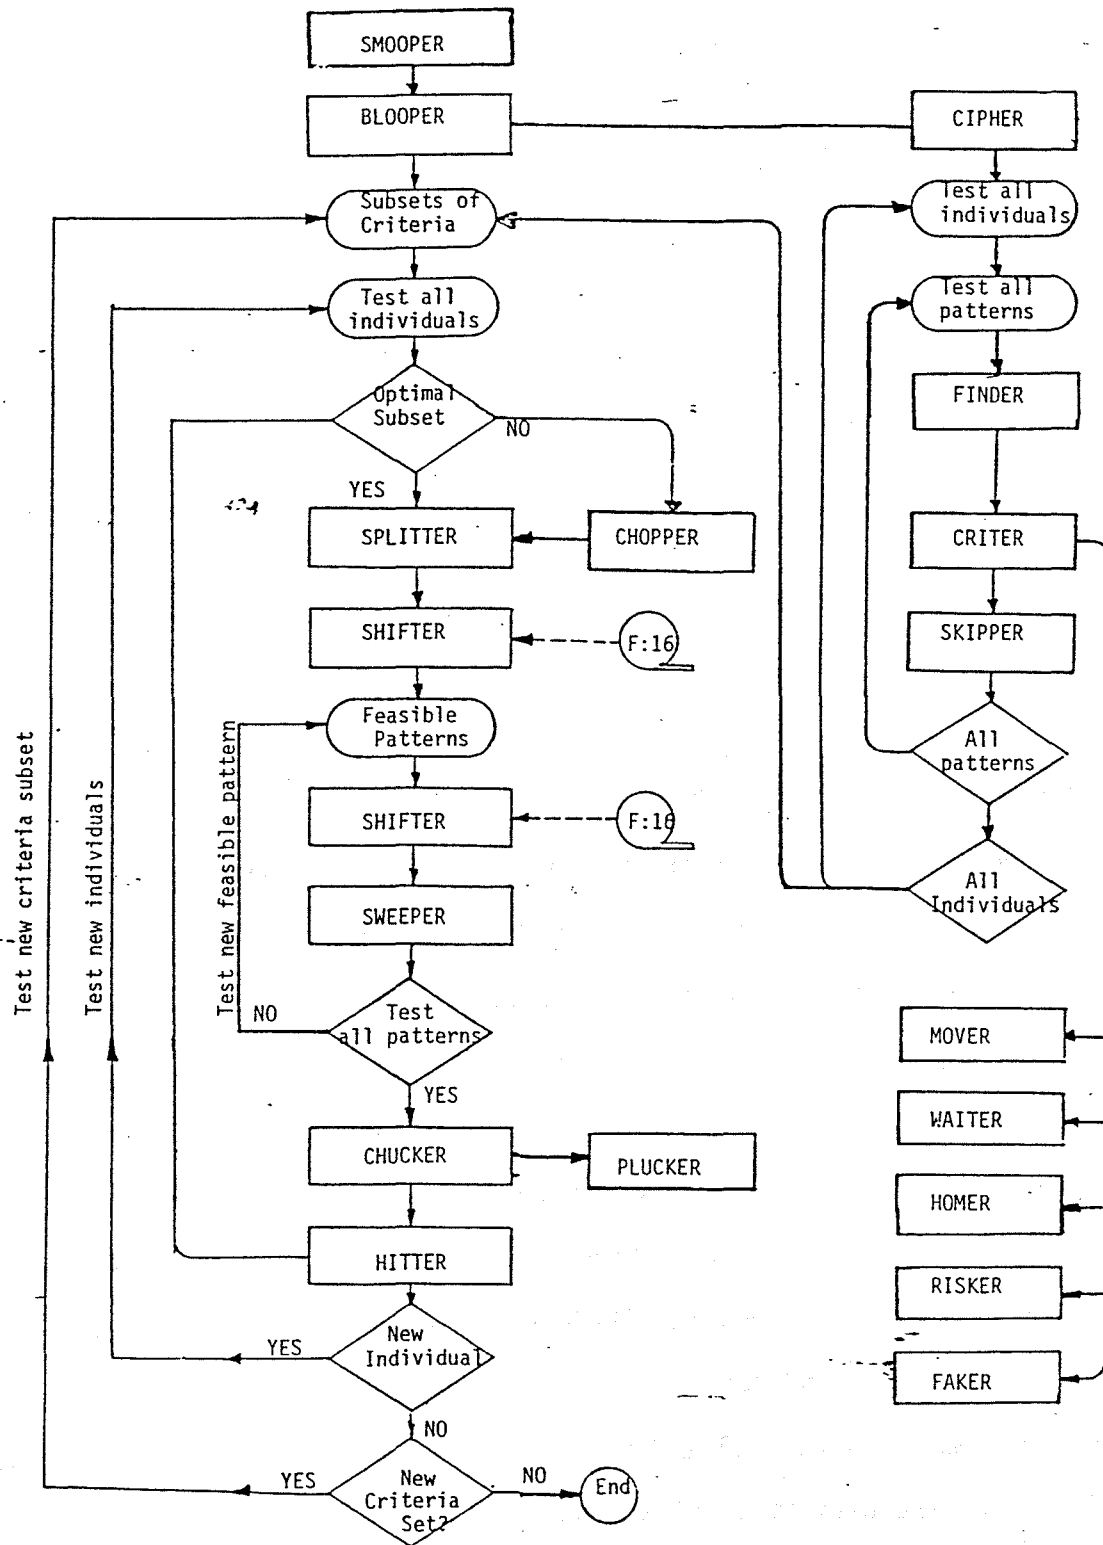 SMOOPER
BLOOPER
CIPHER
Subsets of
Criteria
Test all
individuals
Test all
individuals
Test all
patterns
Optimal
Subset
NO
YES
FINDER
SPLITTER
CHOPPER
CRITER
SHIFTER
F:16
SKIPPER
Feasible
Patterns
All
patterns
SHIFTER
F:16
All
Individuals
SWEEPER
Test new criteria subset
Test new individuals
Test new feasible pattern
NO
Test
all patterns
YES
MOVER
WAITER
CHUCKER
PLUCKER
HOMER
HITTER
RISKER
YES
New
Individual
FAKER
NO
YES
New
Criteria
Set?
NO
End